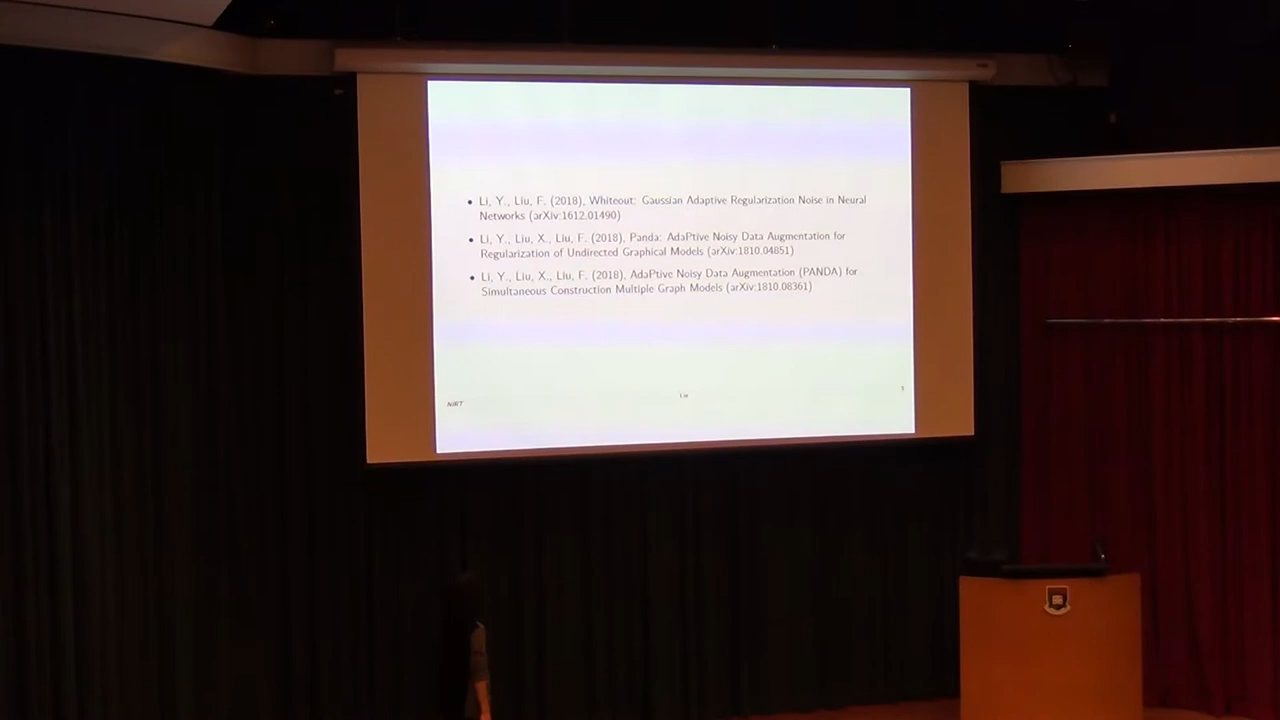 • Li, Y., Liu, F. (2018), Whiteout: Gaussian Adaptive Regularization Noise in Neural
Networks (arXiv:1612.01490)
• Li, Y., Liu, X., Liu, F. (2018), Panda: AdaPtive Noisy Data Augmentation for
Regularization of Undirected Graphical Models (arXiv:1810.04851)
• Li, Y., Liu, X., Liu, F. (2018), AdaPtive Noisy Data Augmentation (PANDA) for
Simultaneous Construction Multiple Graph Models (arXiv:1810.08361)
NiRT
Liu